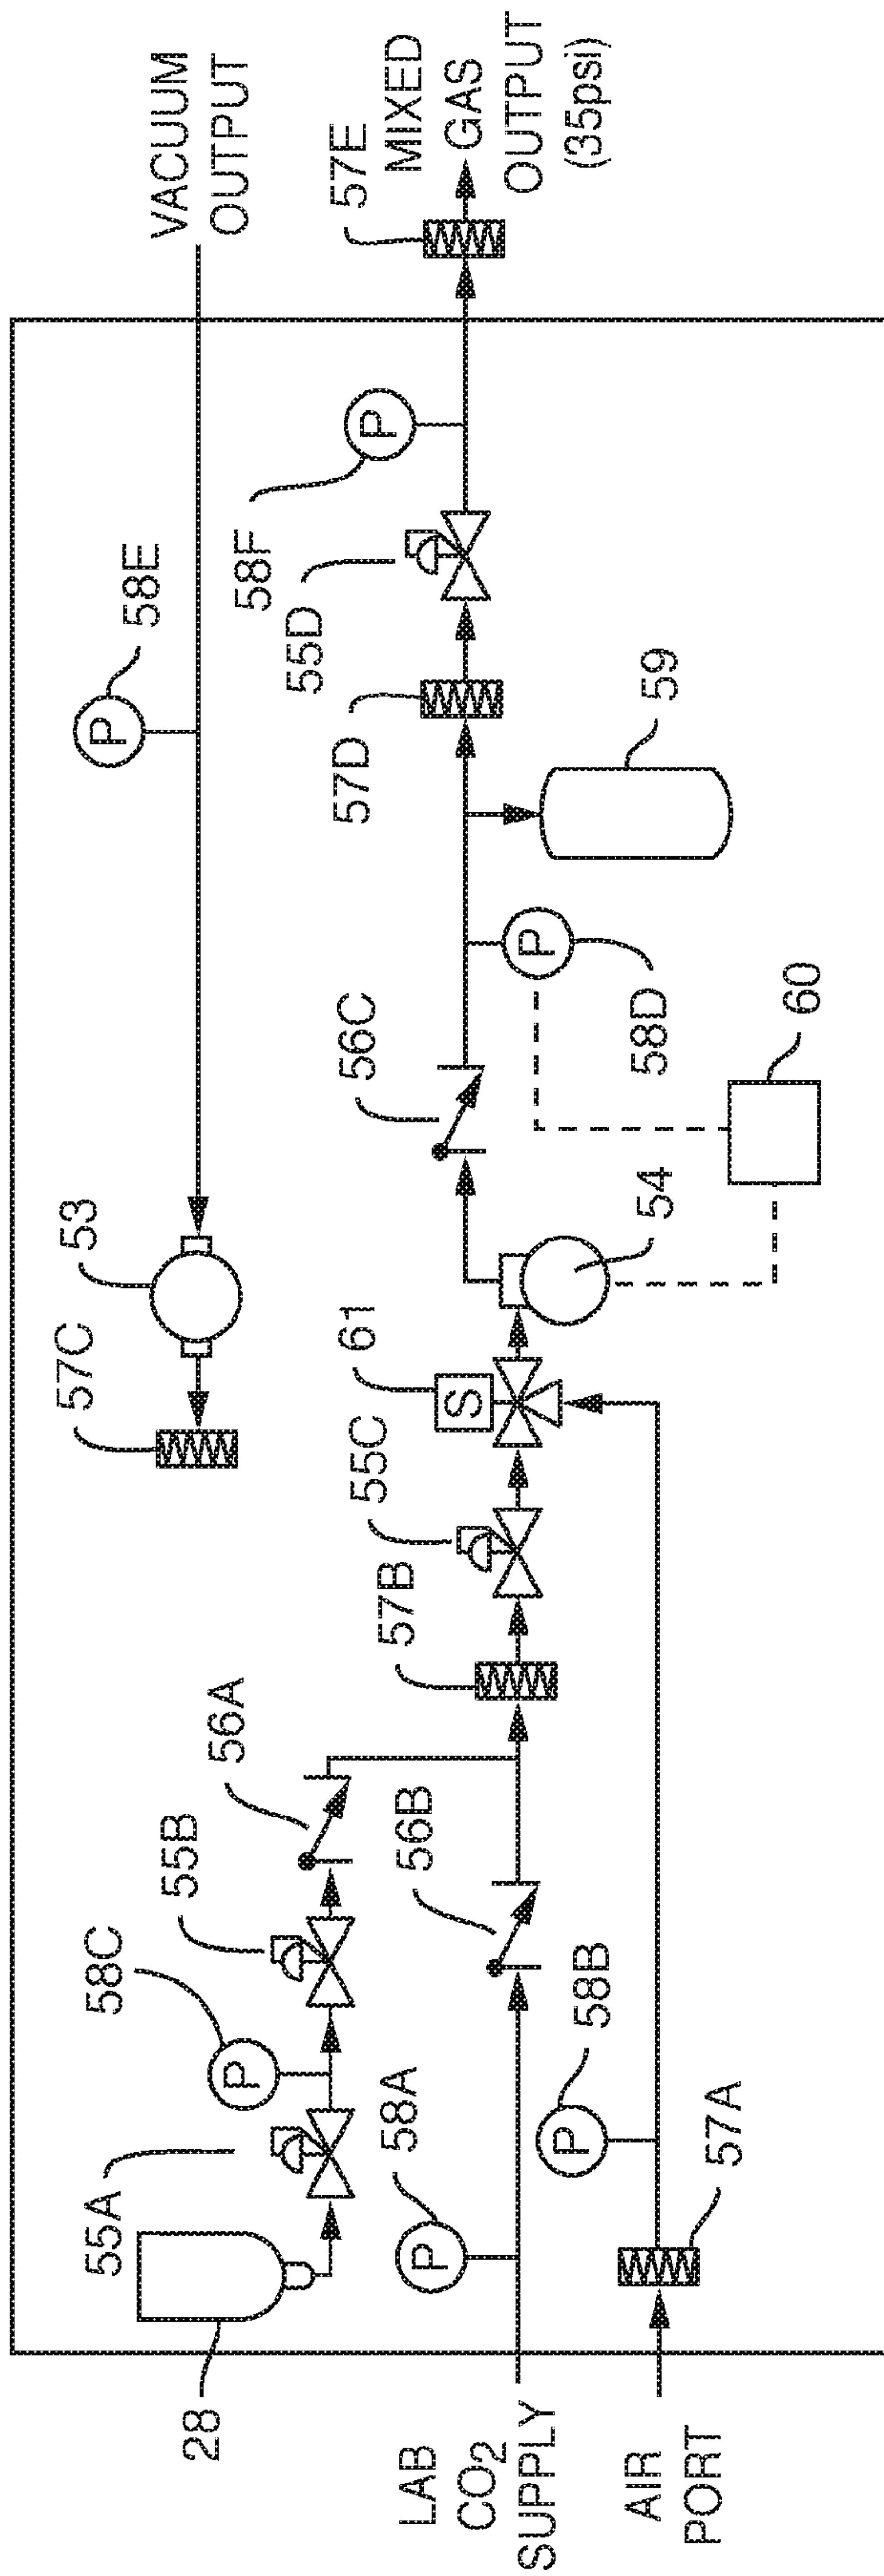 VACUUM
OUTPUT
57E
MIXED
GAS
OUTPUT
(35psi)
58E
P
53
57C
58F
P
55D
57D
59
56C
P
58D
60
54
61
S
55C
57B
56A
55B
58C
P
55A
28
56B
58A
P
58B
P
57A
LAB
CO2
SUPPLY
AIR
PORT